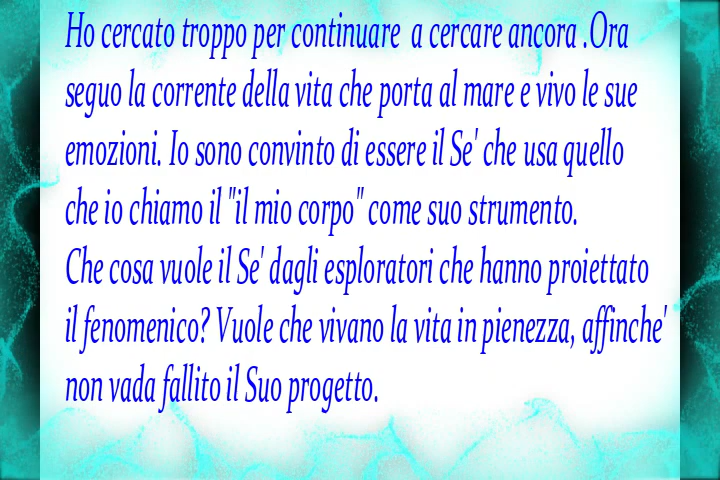 Ho cercato troppo per continuare  a cercare ancora .Ora
seguo la corrente della vita che porta al mare e vivo le sue
emozioni. Io sono convinto di essere il Se' che usa quello
che io chiamo il "il mio corpo" come suo strumento.
Che cosa vuole il Se' dagli esploratori che hanno proiettato
il fenomenico? Vuole che vivano la vita in pienezza, affinche'
non vada fallito il Suo progetto.